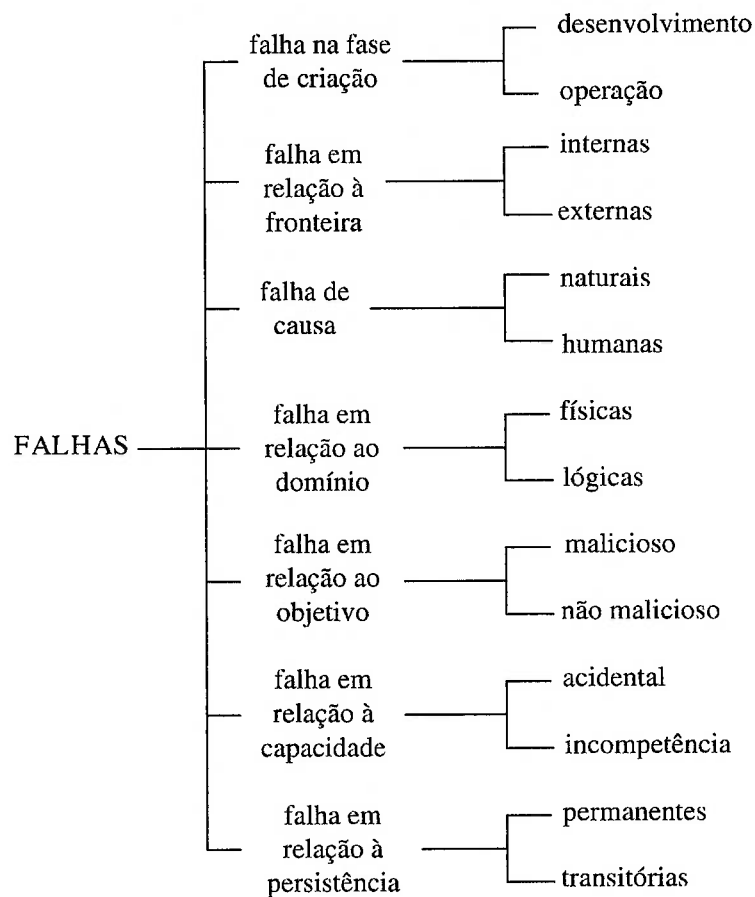 falha na fase
de criação
desenvolvimento
operação
falha em
relação à
fronteira
internas
externas
falha de
causa
naturais
humanas
FALHAS
falha em
relação ao
domínio
físicas
lógicas
falha em
relação ao
objetivo
malicioso
não malicioso
falha em
relação à
capacidade
acidental
incompetência
falha em
relação à
persistência
permanentes
transitórias